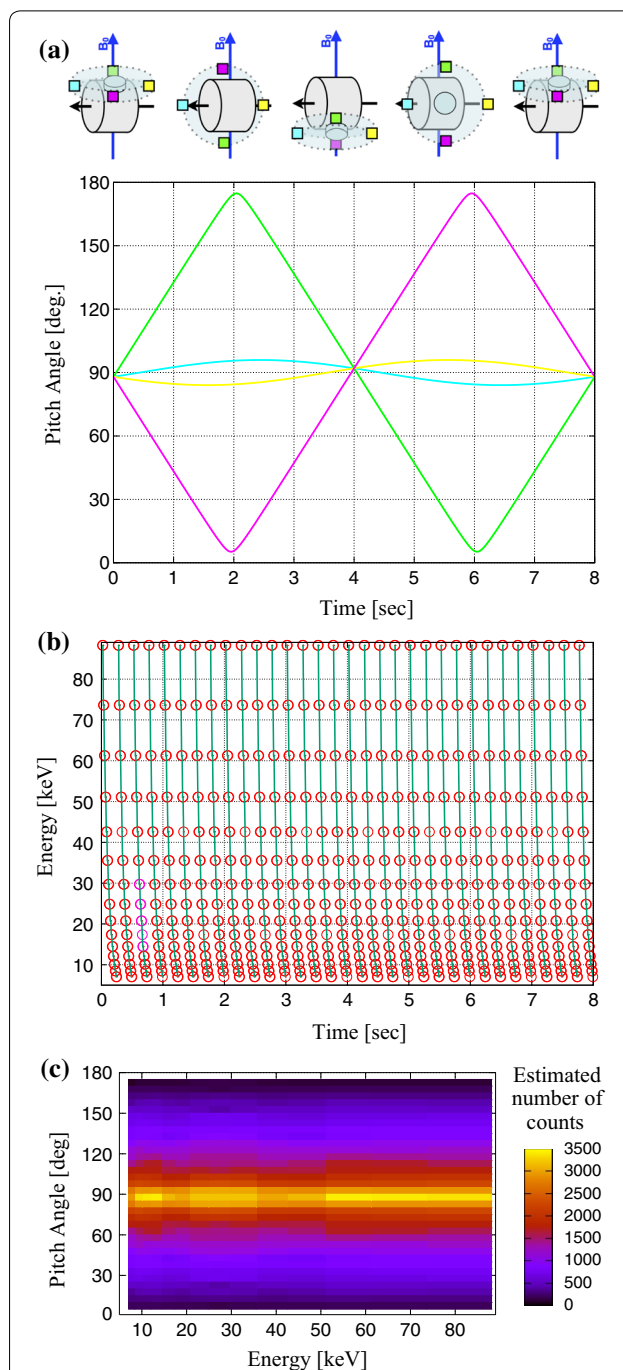 (a)
B₀ B₀ B₀ B₀ B₀
180
150
120
90
60
30
0
Pitch Angle [deg.]
0 1 2 3 4 5 6 7 8
Time [sec]
(b)
80
70
60
50
40
30
20
10
Energy [keV]
0 1 2 3 4 5 6 7 8
Time [sec]
(c)
180
150
120
90
60
30
0
Pitch Angle [deg]
10 20 30 40 50 60 70 80
Energy [keV]
Estimated
number of
counts
3500
3000
2500
2000
1500
1000
500
0